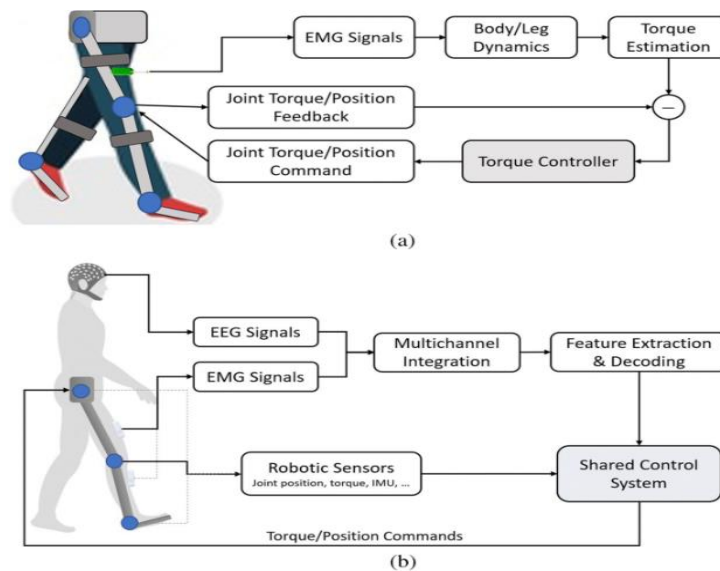 EMG Signals
Body/Leg
Dynamics
Torque
Estimation
Joint Torque/Position
Feedback
—
Joint Torque/Position
Command
Torque Controller
(a)
EEG Signals
EMG Signals
Multichannel
Integration
Feature Extraction
& Decoding
Robotic Sensors
Joint position, torque, IMU, ...
Shared Control
System
Torque/Position Commands
(b)